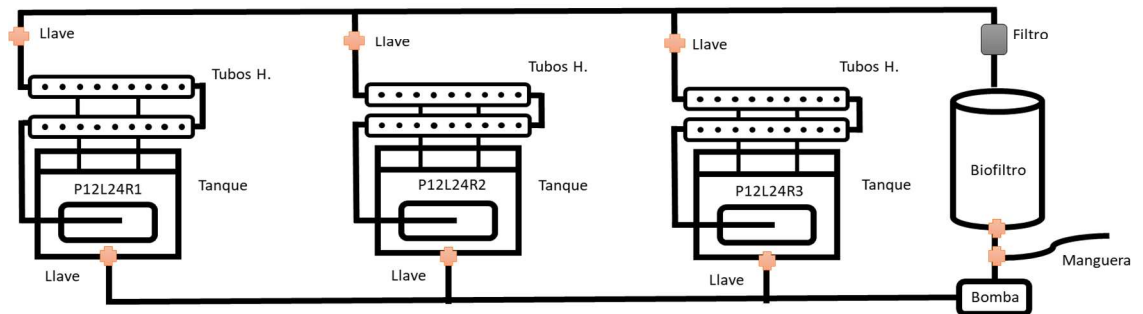 Llave
Llave
Llave
Filtro
Tubos H.
Tubos H.
Tubos H.
P12L24R1
Tanque
P12L24R2
Tanque
P12L24R3
Tanque
Biofiltro
Llave
Llave
Llave
Manguera
Bomba